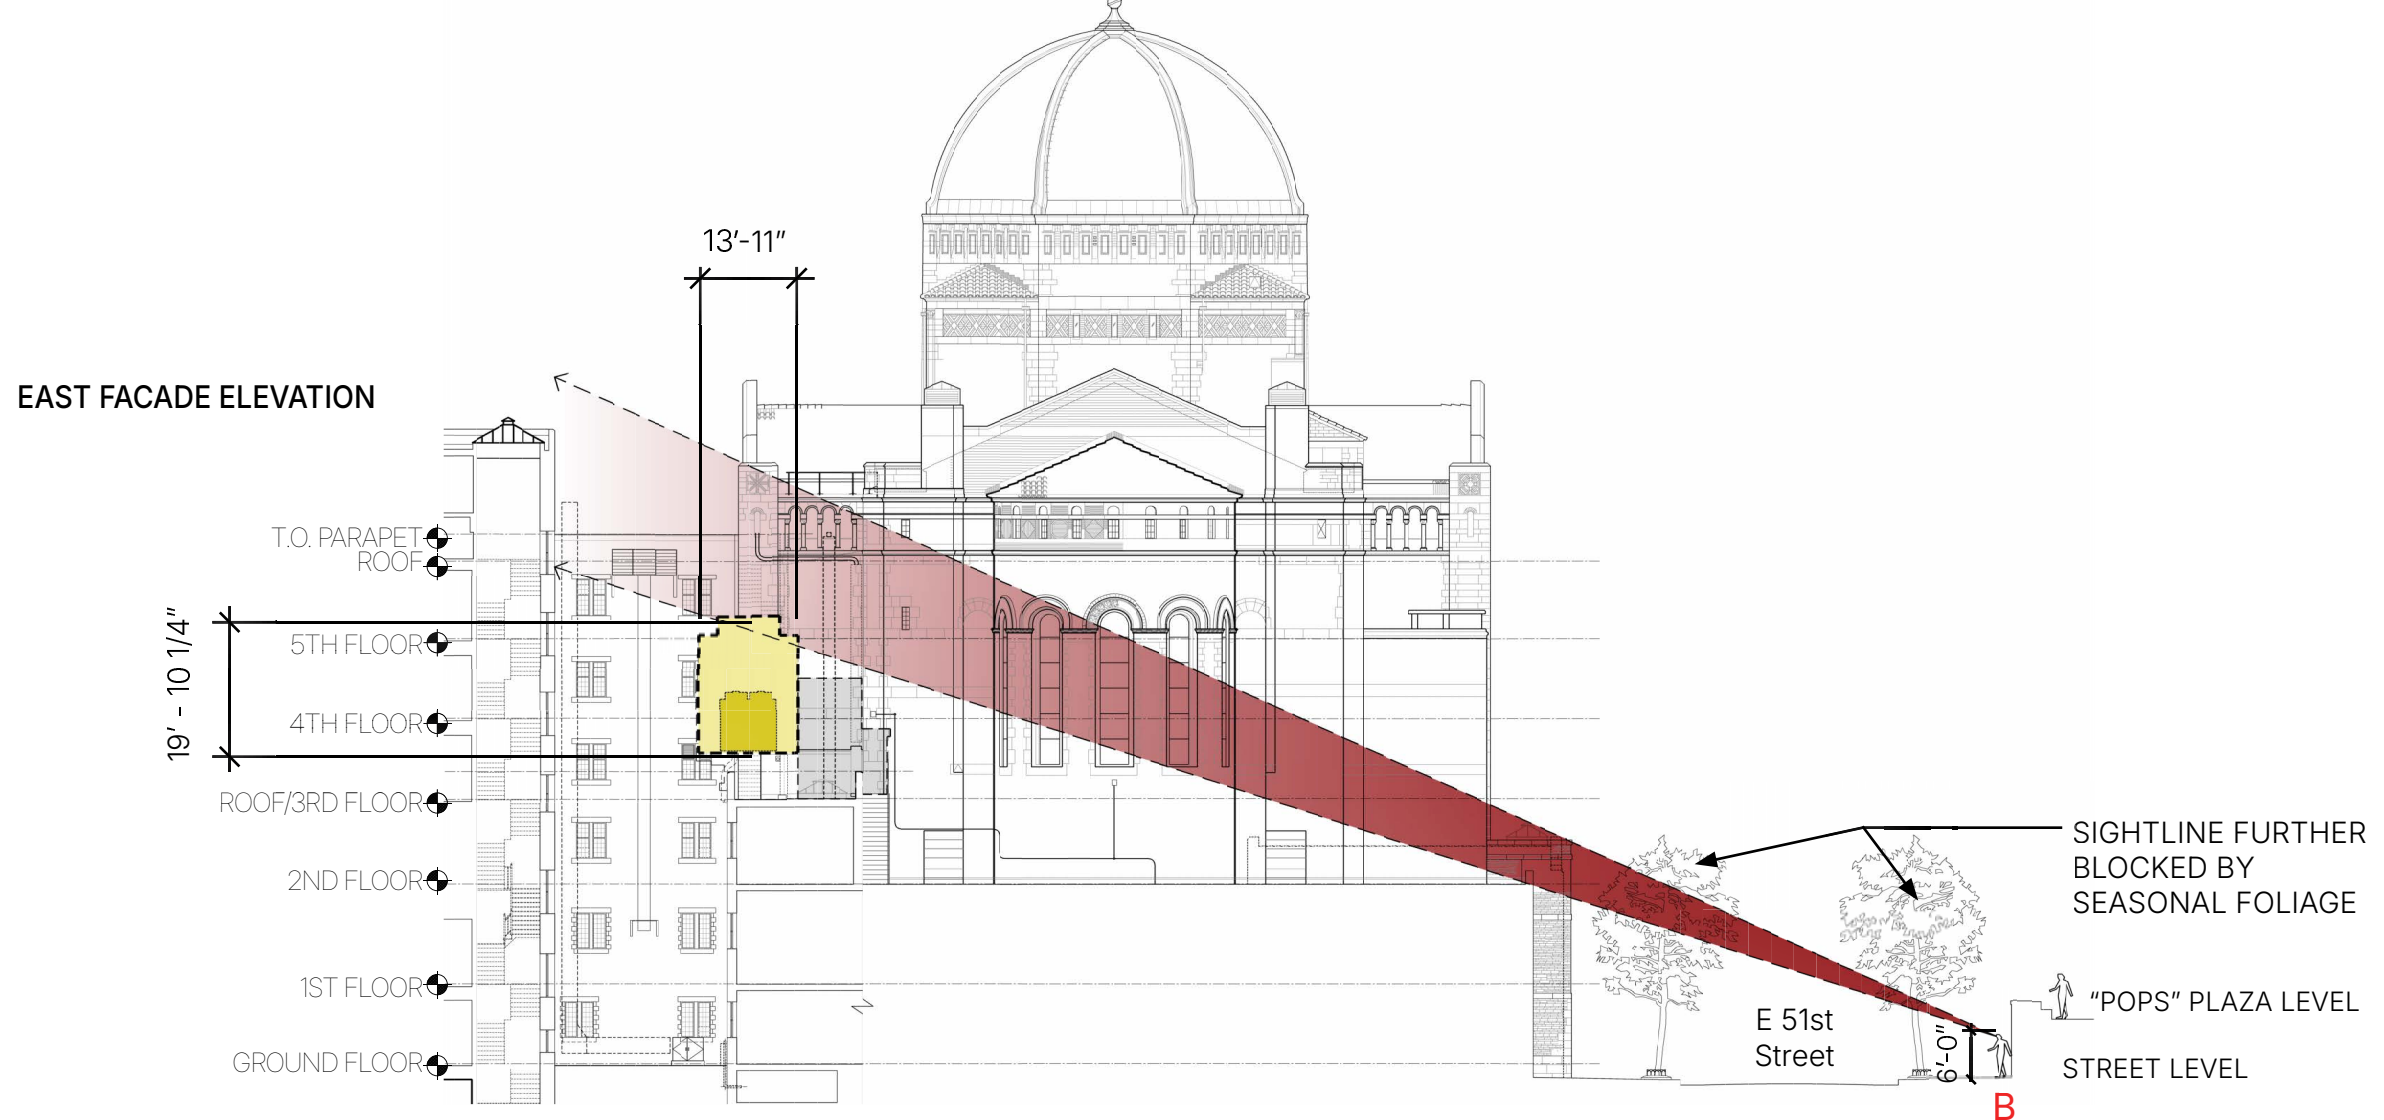 13'-11"
EAST FACADE ELEVATION
T.O. PARAPET
ROOF
19' - 10 1/4"
5TH FLOOR
4TH FLOOR
ROOF/3RD FLOOR
2ND FLOOR
1ST FLOOR
GROUND FLOOR
SIGHTLINE FURTHER
BLOCKED BY
SEASONAL FOLIAGE
"POPS" PLAZA LEVEL
E 51st
Street
6'-0"
STREET LEVEL
B